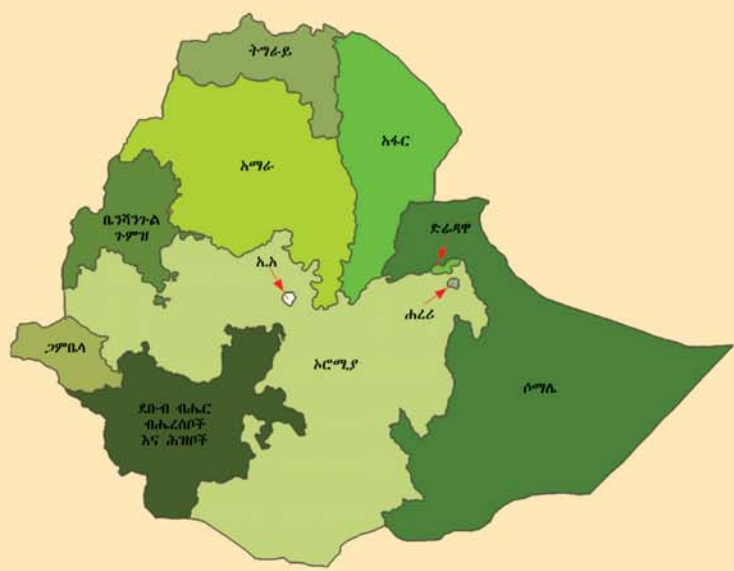 ትግራይ
አፋር
አማራ
ቤንሻንጉል
ጉምዝ
ድሬዳዋ
አ.አ
ሐረሪ
ጋምቤላ
ኦሮሚያ
ሶማሌ
ደቡብ ብሔር
ብሔረሰቦች
እና ሕዝቦች